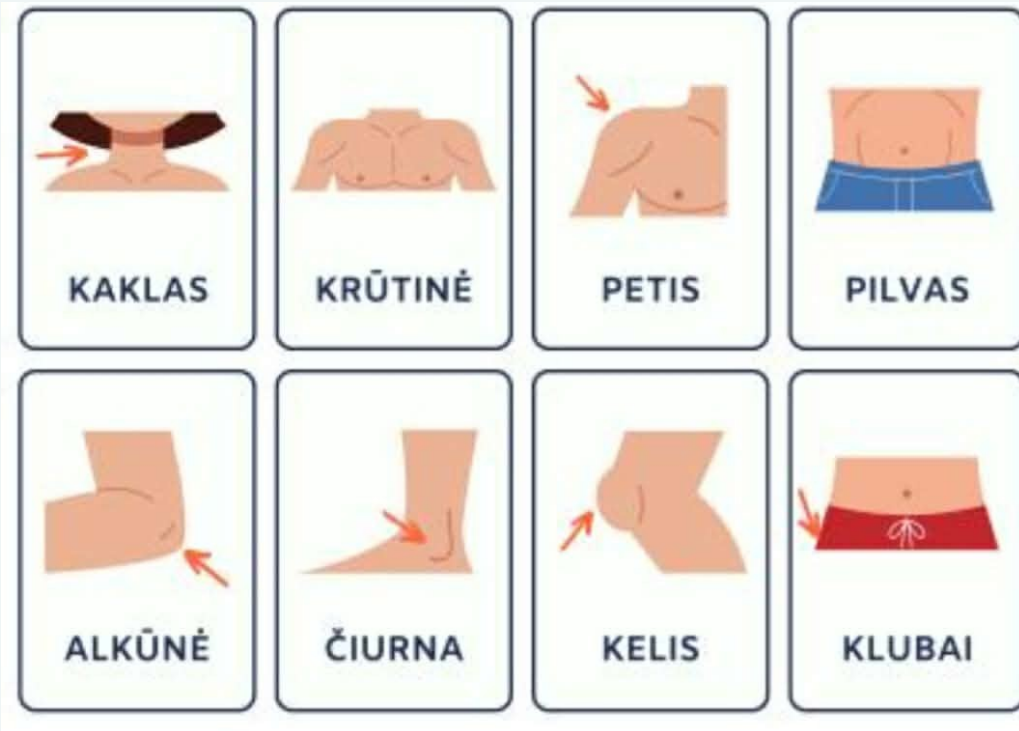 KAKLAS
KRŪTINĖ
PETIS
PILVAS
ALKŪNĖ
ČIURNA
KELIS
KLUBAI